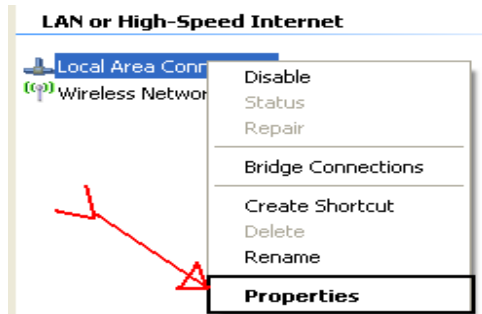 LAN or High-Speed Internet
Local Area Conn
Wireless Networ
Disable
Status
Repair
Bridge Connections
Create Shortcut
Delete
Rename
Properties